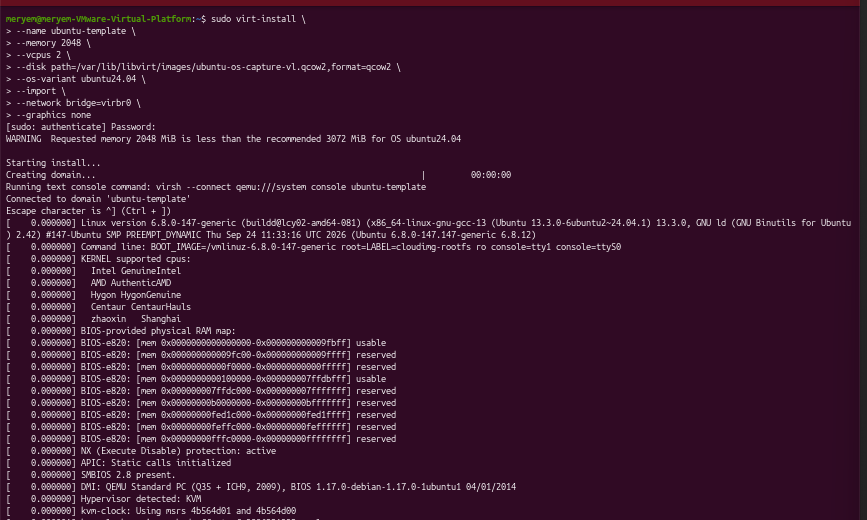 meryem@meryem-VMware-Virtual-Platform:~$ sudo virt-install \
> --name ubuntu-template \
> --memory 2048 \
> --vcpus 2 \
> --disk path=/var/lib/libvirt/images/ubuntu-os-capture-vl.qcow2,format=qcow2 \
> --os-variant ubuntu24.04 \
> --import \
> --network bridge=virbr0 \
> --graphics none
[sudo: authenticate] Password:
WARNING  Requested memory 2048 MiB is less than the recommended 3072 MiB for OS ubuntu24.04

Starting install...
Creating domain...                                                                 |         00:00:00
Running text console command: virsh --connect qemu:///system console ubuntu-template
Connected to domain 'ubuntu-template'
Escape character is ^] (Ctrl + ])
[    0.000000] Linux version 6.8.0-147-generic (buildd@lcy02-amd64-081) (x86_64-linux-gnu-gcc-13 (Ubuntu 13.3.0-6ubuntu2~24.04.1) 13.3.0, GNU ld (GNU Binutils for Ubuntu
) 2.42) #147-Ubuntu SMP PREEMPT_DYNAMIC Thu Sep 24 11:33:16 UTC 2026 (Ubuntu 6.8.0-147.147-generic 6.8.12)
[    0.000000] Command line: BOOT_IMAGE=/vmlinuz-6.8.0-147-generic root=LABEL=cloudimg-rootfs ro console=tty1 console=ttyS0
[    0.000000] KERNEL supported cpus:
[    0.000000]   Intel GenuineIntel
[    0.000000]   AMD AuthenticAMD
[    0.000000]   Hygon HygonGenuine
[    0.000000]   Centaur CentaurHauls
[    0.000000]   zhaoxin   Shanghai
[    0.000000] BIOS-provided physical RAM map:
[    0.000000] BIOS-e820: [mem 0x0000000000000000-0x000000000009fbff] usable
[    0.000000] BIOS-e820: [mem 0x000000000009fc00-0x000000000009ffff] reserved
[    0.000000] BIOS-e820: [mem 0x00000000000f0000-0x00000000000fffff] reserved
[    0.000000] BIOS-e820: [mem 0x0000000000100000-0x000000007ffdbfff] usable
[    0.000000] BIOS-e820: [mem 0x000000007ffdc000-0x000000007fffffff] reserved
[    0.000000] BIOS-e820: [mem 0x00000000b0000000-0x00000000bfffffff] reserved
[    0.000000] BIOS-e820: [mem 0x00000000fed1c000-0x00000000fed1ffff] reserved
[    0.000000] BIOS-e820: [mem 0x00000000feffc000-0x00000000feffffff] reserved
[    0.000000] BIOS-e820: [mem 0x00000000fffc0000-0x00000000ffffffff] reserved
[    0.000000] NX (Execute Disable) protection: active
[    0.000000] APIC: Static calls initialized
[    0.000000] SMBIOS 2.8 present.
[    0.000000] DMI: QEMU Standard PC (Q35 + ICH9, 2009), BIOS 1.17.0-debian-1.17.0-1ubuntu1 04/01/2014
[    0.000000] Hypervisor detected: KVM
[    0.000000] kvm-clock: Using msrs 4b564d01 and 4b564d00